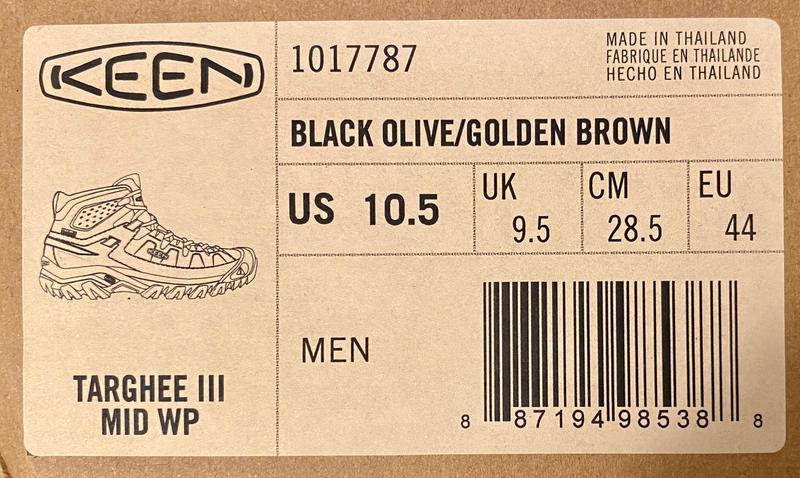 KEEN
1017787
MADE IN THAILAND
FABRIQUE EN THAILANDE
HECHO EN THAILAND
BLACK OLIVE/GOLDEN BROWN
US 10.5
UK 9.5
CM 28.5
EU 44
MEN
TARGHEE III
MID WP
8 87194 98538 8